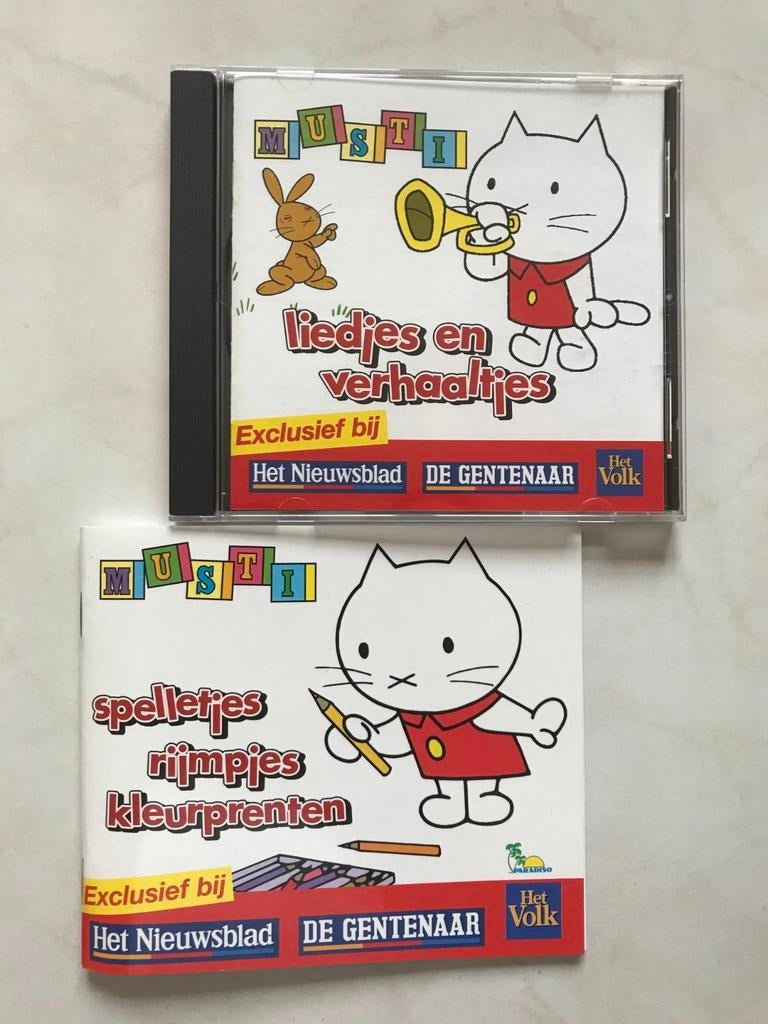 MUSTI
liedjes en
verhaaltjes
Exclusief bij
Het Nieuwsblad
DE GENTENAAR
Het
Volk
MUSTI
spelletjes
rijmpjes
kleurprenten
PARADISO
Exclusief bij
Het Nieuwsblad
DE GENTENAAR
Het
Volk